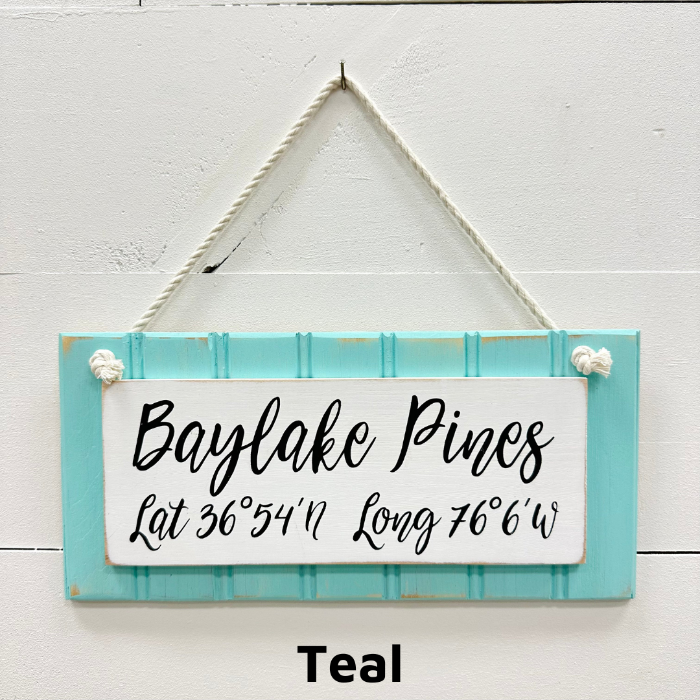 Baylake Pines
Lat 36°54'N Long 76°6'W
Teal